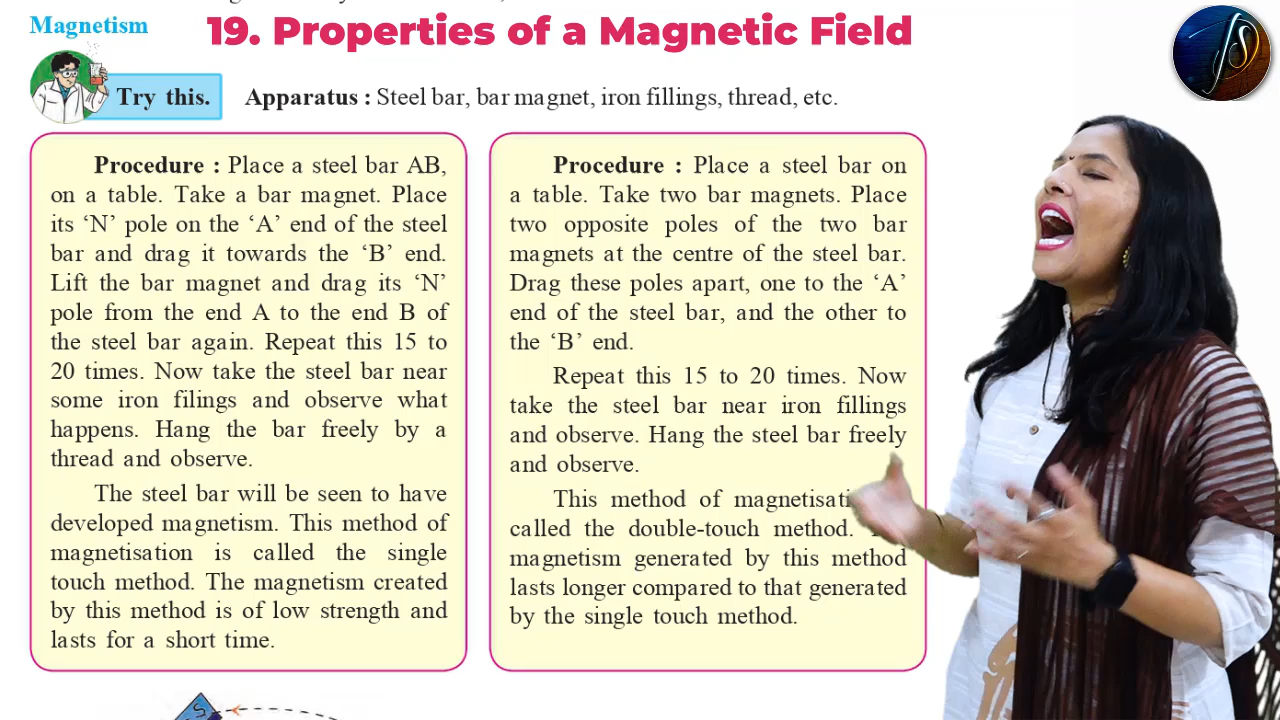 Magnetism
19. Properties of a Magnetic Field
Try this.
Apparatus : Steel bar, bar magnet, iron fillings, thread, etc.
Procedure : Place a steel bar AB,
on a table. Take a bar magnet. Place
its ‘N’ pole on the ‘A’ end of the steel
bar and drag it towards the ‘B’ end.
Lift the bar magnet and drag its ‘N’
pole from the end A to the end B of
the steel bar again. Repeat this 15 to
20 times. Now take the steel bar near
some iron filings and observe what
happens. Hang the bar freely by a
thread and observe.
The steel bar will be seen to have
developed magnetism. This method of
magnetisation is called the single
touch method. The magnetism created
by this method is of low strength and
lasts for a short time.
Procedure : Place a steel bar on
a table. Take two bar magnets. Place
two opposite poles of the two bar
magnets at the centre of the steel bar.
Drag these poles apart, one to the ‘A’
end of the steel bar, and the other to
the ‘B’ end.
Repeat this 15 to 20 times. Now
take the steel bar near iron fillings
and observe. Hang the steel bar freely
and observe.
This method of
called the double-touch method.
magnetism generated by this method
lasts longer compared to that generated
by the single touch method.
S